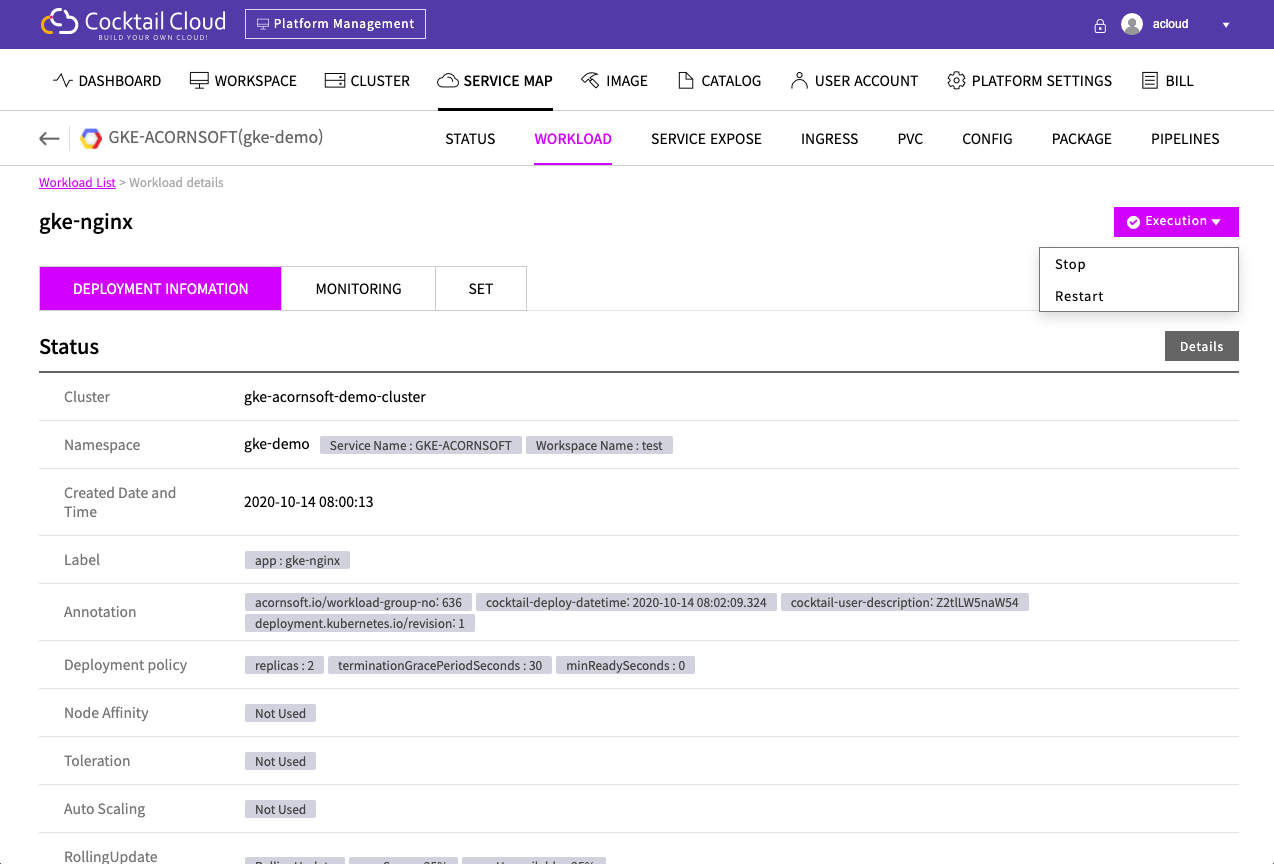 Cocktail Cloud
BUILD YOUR OWN CLOUD!
Platform Management
acloud
DASHBOARD WORKSPACE CLUSTER SERVICE MAP IMAGE CATALOG USER ACCOUNT PLATFORM SETTINGS BILL
GKE-ACORNSOFT(gke-demo) STATUS WORKLOAD SERVICE EXPOSE INGRESS PVC CONFIG PACKAGE PIPELINES
Workload List > Workload details
gke-nginx
Execution
Stop
Restart
DEPLOYMENT INFOMATION MONITORING SET
Status
Details
Cluster gke-acornsoft-demo-cluster
Namespace gke-demo Service Name : GKE-ACORNSOFT Workspace Name : test
Created Date and
Time
2020-10-14 08:00:13
Label app : gke-nginx
Annotation
acornsoft.io/workload-group-no: 636 cocktail-deploy-datetime: 2020-10-14 08:02:09.324 cocktail-user-description: Z2tlLW5naW54
deployment.kubernetes.io/revision: 1
Deployment policy replicas : 2 terminationGracePeriodSeconds : 30 minReadySeconds : 0
Node Affinity Not Used
Toleration Not Used
Auto Scaling Not Used
RollingUpdate